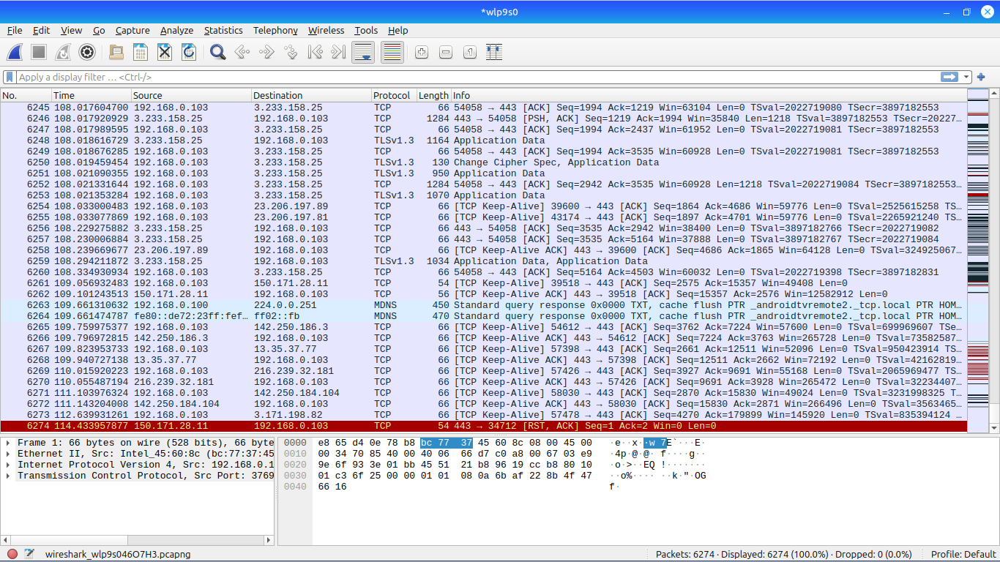 *wlp9s0
File Edit View Go Capture Analyze Statistics Telephony Wireless Tools Help
Apply a display filter … <Ctrl-/>
No. Time Source Destination Protocol Length Info
6245 108.017604700 192.168.0.103 3.233.158.25 TCP 66 54058 → 443 [ACK] Seq=1994 Ack=1219 Win=63104 Len=0 TSval=2022719080 TSecr=3897182553
6246 108.017920929 3.233.158.25 192.168.0.103 TCP 1284 443 → 54058 [PSH, ACK] Seq=1219 Ack=1994 Win=35840 Len=1218 TSval=3897182553 TSecr=20227…
6247 108.017989595 192.168.0.103 3.233.158.25 TCP 66 54058 → 443 [ACK] Seq=1994 Ack=2437 Win=61952 Len=0 TSval=2022719081 TSecr=3897182553
6248 108.018616729 3.233.158.25 192.168.0.103 TLSv1.3 1164 Application Data
6249 108.018676285 192.168.0.103 3.233.158.25 TCP 66 54058 → 443 [ACK] Seq=1994 Ack=3535 Win=60928 Len=0 TSval=2022719081 TSecr=3897182553
6250 108.019459454 192.168.0.103 3.233.158.25 TLSv1.3 130 Change Cipher Spec, Application Data
6251 108.021090355 192.168.0.103 3.233.158.25 TLSv1.3 950 Application Data
6252 108.021331644 192.168.0.103 3.233.158.25 TCP 1284 54058 → 443 [ACK] Seq=2942 Ack=3535 Win=60928 Len=1218 TSval=2022719084 TSecr=3897182553…
6253 108.021353284 192.168.0.103 3.233.158.25 TLSv1.3 1070 Application Data
6254 108.033000483 192.168.0.103 23.206.197.89 TCP 66 [TCP Keep-Alive] 39600 → 443 [ACK] Seq=1864 Ack=4686 Win=59776 Len=0 TSval=2525615258 TS…
6255 108.033077869 192.168.0.103 23.206.197.81 TCP 66 [TCP Keep-Alive] 43174 → 443 [ACK] Seq=1897 Ack=4701 Win=59776 Len=0 TSval=2265921240 TS…
6256 108.229275882 3.233.158.25 192.168.0.103 TCP 66 443 → 54058 [ACK] Seq=3535 Ack=2942 Win=38400 Len=0 TSval=3897182766 TSecr=2022719082
6257 108.230006884 3.233.158.25 192.168.0.103 TCP 66 443 → 54058 [ACK] Seq=3535 Ack=5164 Win=37888 Len=0 TSval=3897182767 TSecr=2022719084
6258 108.239669677 23.206.197.89 192.168.0.103 TCP 66 [TCP Keep-Alive ACK] 443 → 39600 [ACK] Seq=4686 Ack=1865 Win=64128 Len=0 TSval=324925067…
6259 108.294211872 3.233.158.25 192.168.0.103 TLSv1.3 1034 Application Data, Application Data
6260 108.334930934 192.168.0.103 3.233.158.25 TCP 66 54058 → 443 [ACK] Seq=5164 Ack=4503 Win=60032 Len=0 TSval=2022719398 TSecr=3897182831
6261 109.056932483 192.168.0.103 150.171.28.11 TCP 54 [TCP Keep-Alive] 39518 → 443 [ACK] Seq=2575 Ack=15357 Win=49408 Len=0
6262 109.101243513 150.171.28.11 192.168.0.103 TCP 56 [TCP Keep-Alive ACK] 443 → 39518 [ACK] Seq=15357 Ack=2576 Win=12582912 Len=0
6263 109.661310632 192.168.0.100 224.0.0.251 MDNS 450 Standard query response 0x0000 TXT, cache flush PTR _androidtvremote2._tcp.local PTR HOM…
6264 109.661474787 fe80::de72:23ff:fef… ff02::fb MDNS 470 Standard query response 0x0000 TXT, cache flush PTR _androidtvremote2._tcp.local PTR HOM…
6265 109.759975377 192.168.0.103 142.250.186.3 TCP 66 [TCP Keep-Alive] 54612 → 443 [ACK] Seq=3762 Ack=7224 Win=57600 Len=0 TSval=699969607 TSe…
6266 109.796972815 142.250.186.3 192.168.0.103 TCP 66 [TCP Keep-Alive ACK] 443 → 54612 [ACK] Seq=7224 Ack=3763 Win=265728 Len=0 TSval=73582587…
6267 109.823953733 192.168.0.103 13.35.37.77 TCP 66 [TCP Keep-Alive] 57398 → 443 [ACK] Seq=2661 Ack=12511 Win=52096 Len=0 TSval=950423914 TS…
6268 109.940727138 13.35.37.77 192.168.0.103 TCP 66 [TCP Keep-Alive ACK] 443 → 57398 [ACK] Seq=12511 Ack=2662 Win=72192 Len=0 TSval=42162819…
6269 110.015920223 192.168.0.103 216.239.32.181 TCP 66 [TCP Keep-Alive] 57426 → 443 [ACK] Seq=3927 Ack=9691 Win=55168 Len=0 TSval=2065969477 TS…
6270 110.055487194 216.239.32.181 192.168.0.103 TCP 66 [TCP Keep-Alive ACK] 443 → 57426 [ACK] Seq=9691 Ack=3928 Win=265472 Len=0 TSval=32234407…
6271 111.103976324 192.168.0.103 142.250.184.104 TCP 66 [TCP Keep-Alive] 58030 → 443 [ACK] Seq=2870 Ack=15830 Win=49024 Len=0 TSval=3231998325 T…
6272 111.143204008 142.250.184.104 192.168.0.103 TCP 66 [TCP Keep-Alive ACK] 443 → 58030 [ACK] Seq=15830 Ack=2871 Win=266496 Len=0 TSval=3563465…
6273 112.639931261 192.168.0.103 3.171.198.82 TCP 66 [TCP Keep-Alive] 57478 → 443 [ACK] Seq=4270 Ack=179899 Win=145920 Len=0 TSval=835394124 …
6274 114.433957877 150.171.28.11 192.168.0.103 TCP 54 443 → 34712 [RST, ACK] Seq=1 Ack=2 Win=0 Len=0
Frame 1: 66 bytes on wire (528 bits), 66 byte
Ethernet II, Src: Intel_45:60:8c (bc:77:37:45
Internet Protocol Version 4, Src: 192.168.0.1
Transmission Control Protocol, Src Port: 3769
0000 e8 65 d4 0e 78 b8 bc 77 37 45 60 8c 08 00 45 00 ·e··x··w 7E`···E·
0010 00 34 70 85 40 00 40 06 66 d7 c0 a8 00 67 03 e9 ·4p·@·@· f····g··
0020 9e 6f 93 3e 01 bb 45 51 21 b8 96 19 cc b8 80 10 ·o·>··EQ !·······
0030 01 c3 6f 25 00 00 01 01 08 0a 6b af 22 8b 4f 47 ··o%···· ··k·"·OG
0040 66 16 f·
wireshark_wlp9s046O7H3.pcapng
Packets: 6274 · Displayed: 6274 (100.0%) · Dropped: 0 (0.0%)
Profile: Default